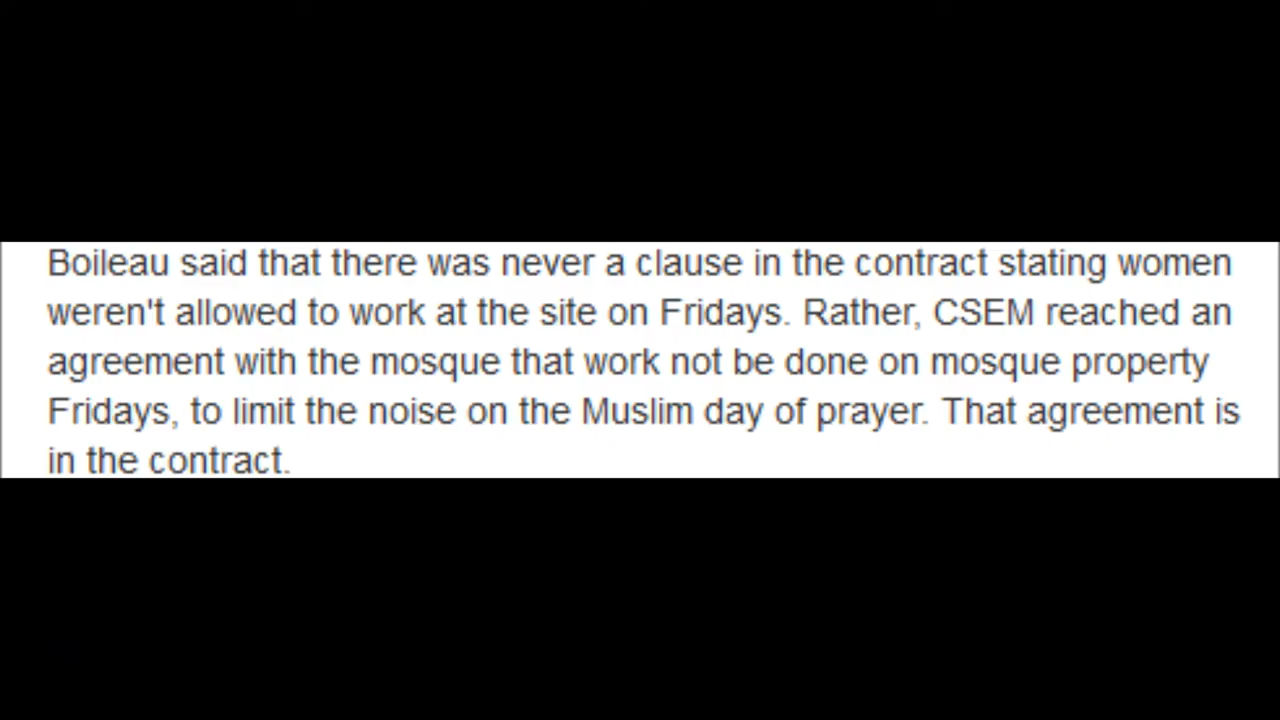 Boileau said that there was never a clause in the contract stating women
weren't allowed to work at the site on Fridays. Rather, CSEM reached an
agreement with the mosque that work not be done on mosque property
Fridays, to limit the noise on the Muslim day of prayer. That agreement is
in the contract.